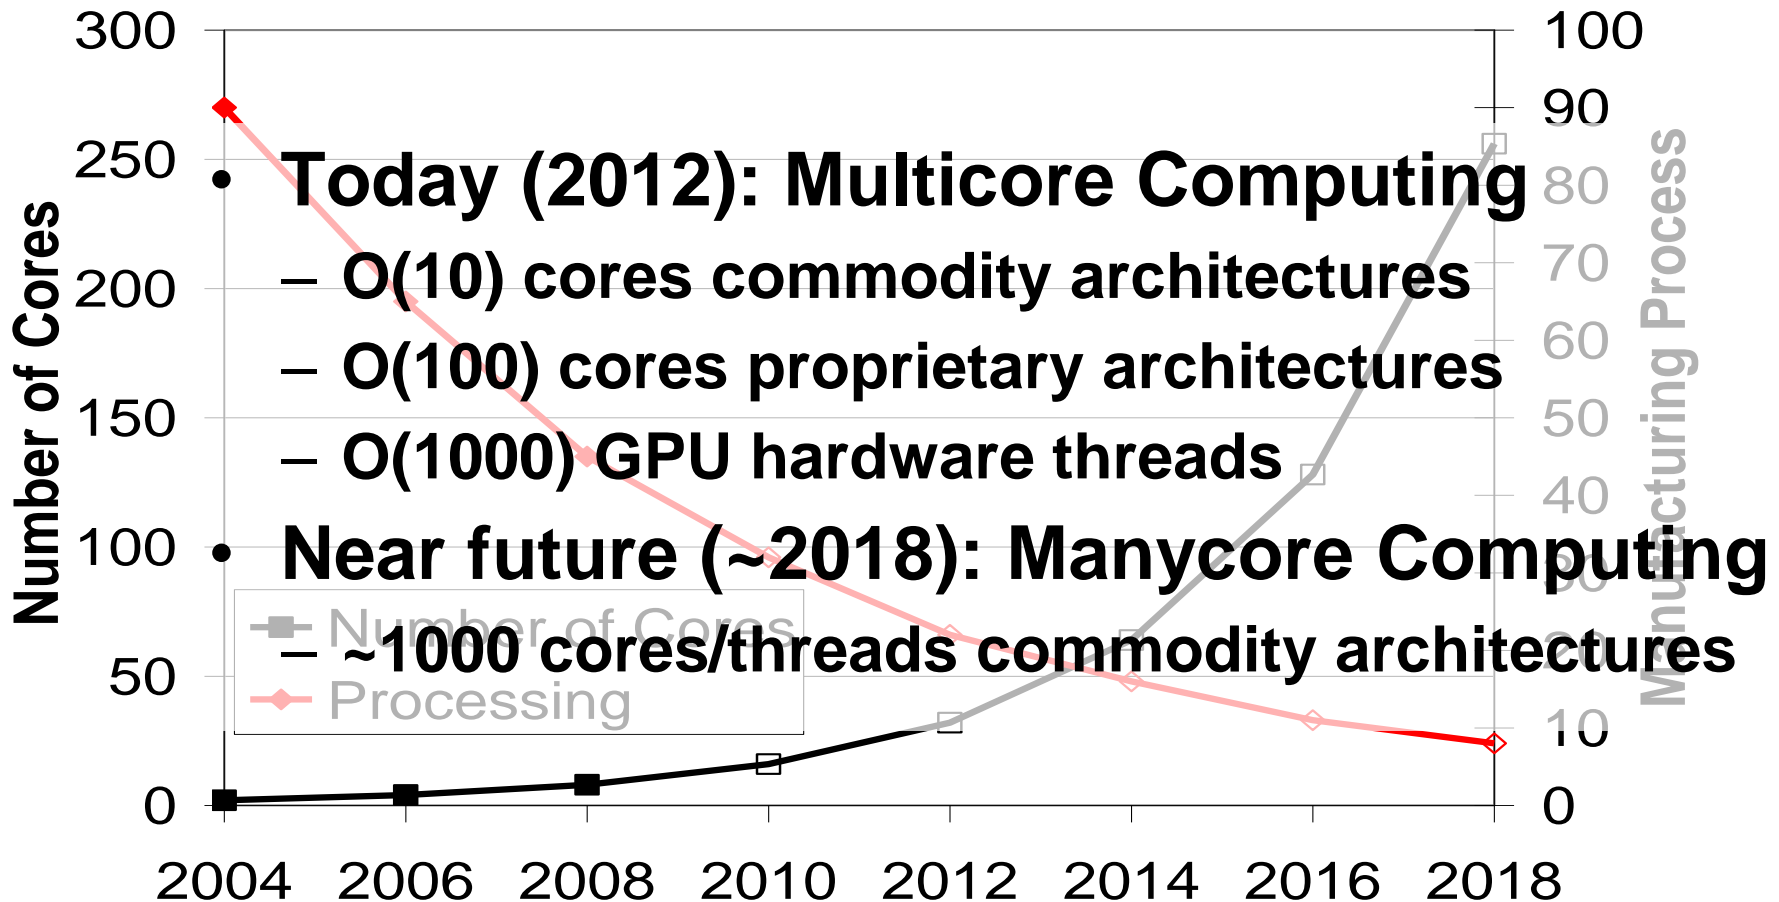 300
250
200
150
100
50
0
Number of Cores
100
90
80
70
60
50
40
30
20
10
0
Manufacturing Process
• Today (2012): Multicore Computing
– O(10) cores commodity architectures
– O(100) cores proprietary architectures
– O(1000) GPU hardware threads
• Near future (~2018): Manycore Computing
– ~1000 cores/threads commodity architectures
Number of Cores
Processing
2004 2006 2008 2010 2012 2014 2016 2018